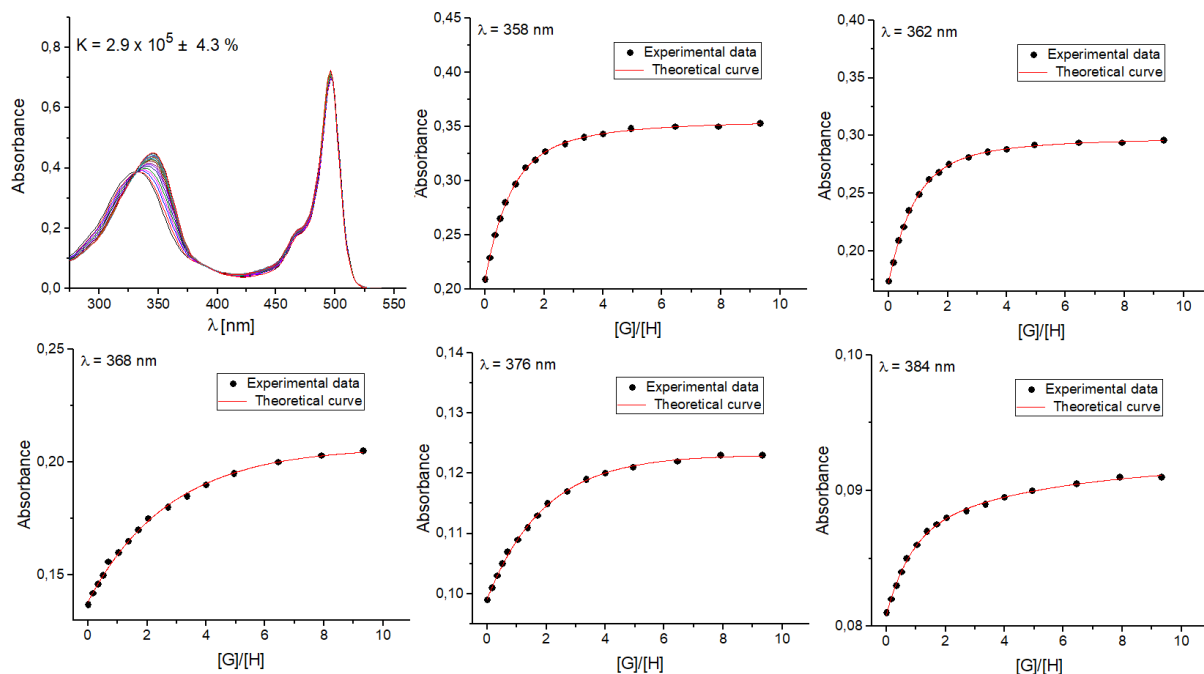 K = 2.9 x 10⁵ ± 4.3 %
Absorbance
0,8
0,6
0,4
0,2
0,0
300 350 400 450 500 550
λ [nm]
λ = 358 nm
Experimental data
Theoretical curve
Absorbance
0,45
0,40
0,35
0,30
0,25
0,20
0 2 4 6 8 10
[G]/[H]
λ = 362 nm
Experimental data
Theoretical curve
Absorbance
0,40
0,35
0,30
0,25
0,20
0 2 4 6 8 10
[G]/[H]
λ = 368 nm
Experimental data
Theoretical curve
Absorbance
0,25
0,20
0,15
0 2 4 6 8 10
[G]/[H]
λ = 376 nm
Experimental data
Theoretical curve
Absorbance
0,14
0,13
0,12
0,11
0,10
0 2 4 6 8 10
[G]/[H]
λ = 384 nm
Experimental data
Theoretical curve
Absorbance
0,10
0,09
0,08
0 2 4 6 8 10
[G]/[H]